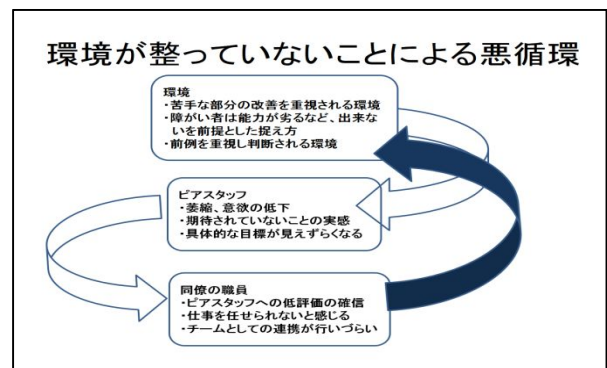 環境が整っていないことによる悪循環
環境
・苦手な部分の改善を重視される環境
・障がい者は能力が劣るなど、出来な
いを前提とした捉え方
・前例を重視し判断される環境
ピアスタッフ
・萎縮、意欲の低下
・期待されていないことの実感
・具体的な目標が見えずらくなる
同僚の職員
・ピアスタッフへの低評価の確信
・仕事を任せられないと感じる
・チームとしての連携が行いづらい